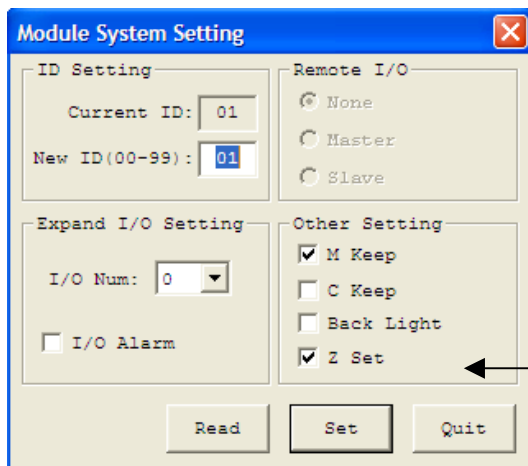 Module System Setting
ID Setting
Current ID: 01
New ID(00-99): 01
Remote I/O
None
Master
Slave
Expand I/O Setting
I/O Num: 0
I/O Alarm
Other Setting
M Keep
C Keep
Back Light
Z Set
Read Set Quit